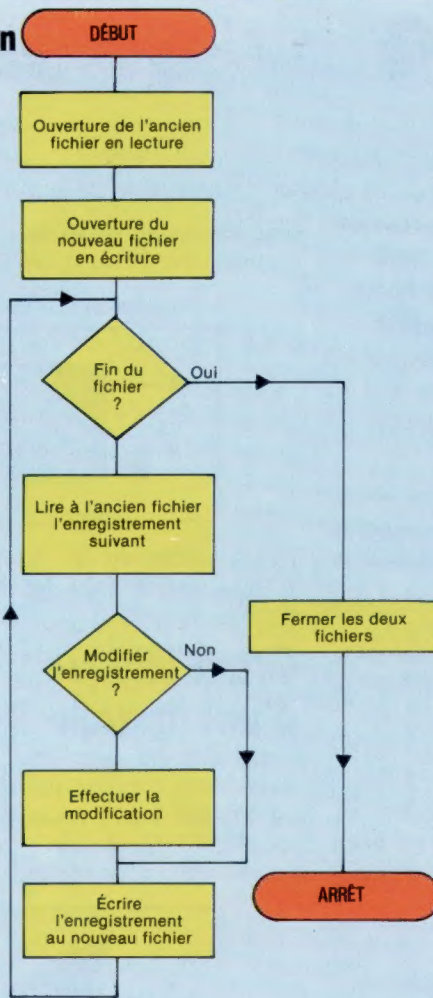 n
DÉBUT
Ouverture de l'ancien
fichier en lecture
Ouverture du
nouveau fichier
en écriture
Fin du
fichier
?
Oui
Lire à l'ancien fichier
l'enregistrement
suivant
Fermer les deux
fichiers
Modifier
l'enregistrement
?
Non
Effectuer la
modification
Écrire
l'enregistrement
au nouveau fichier
ARRÊT